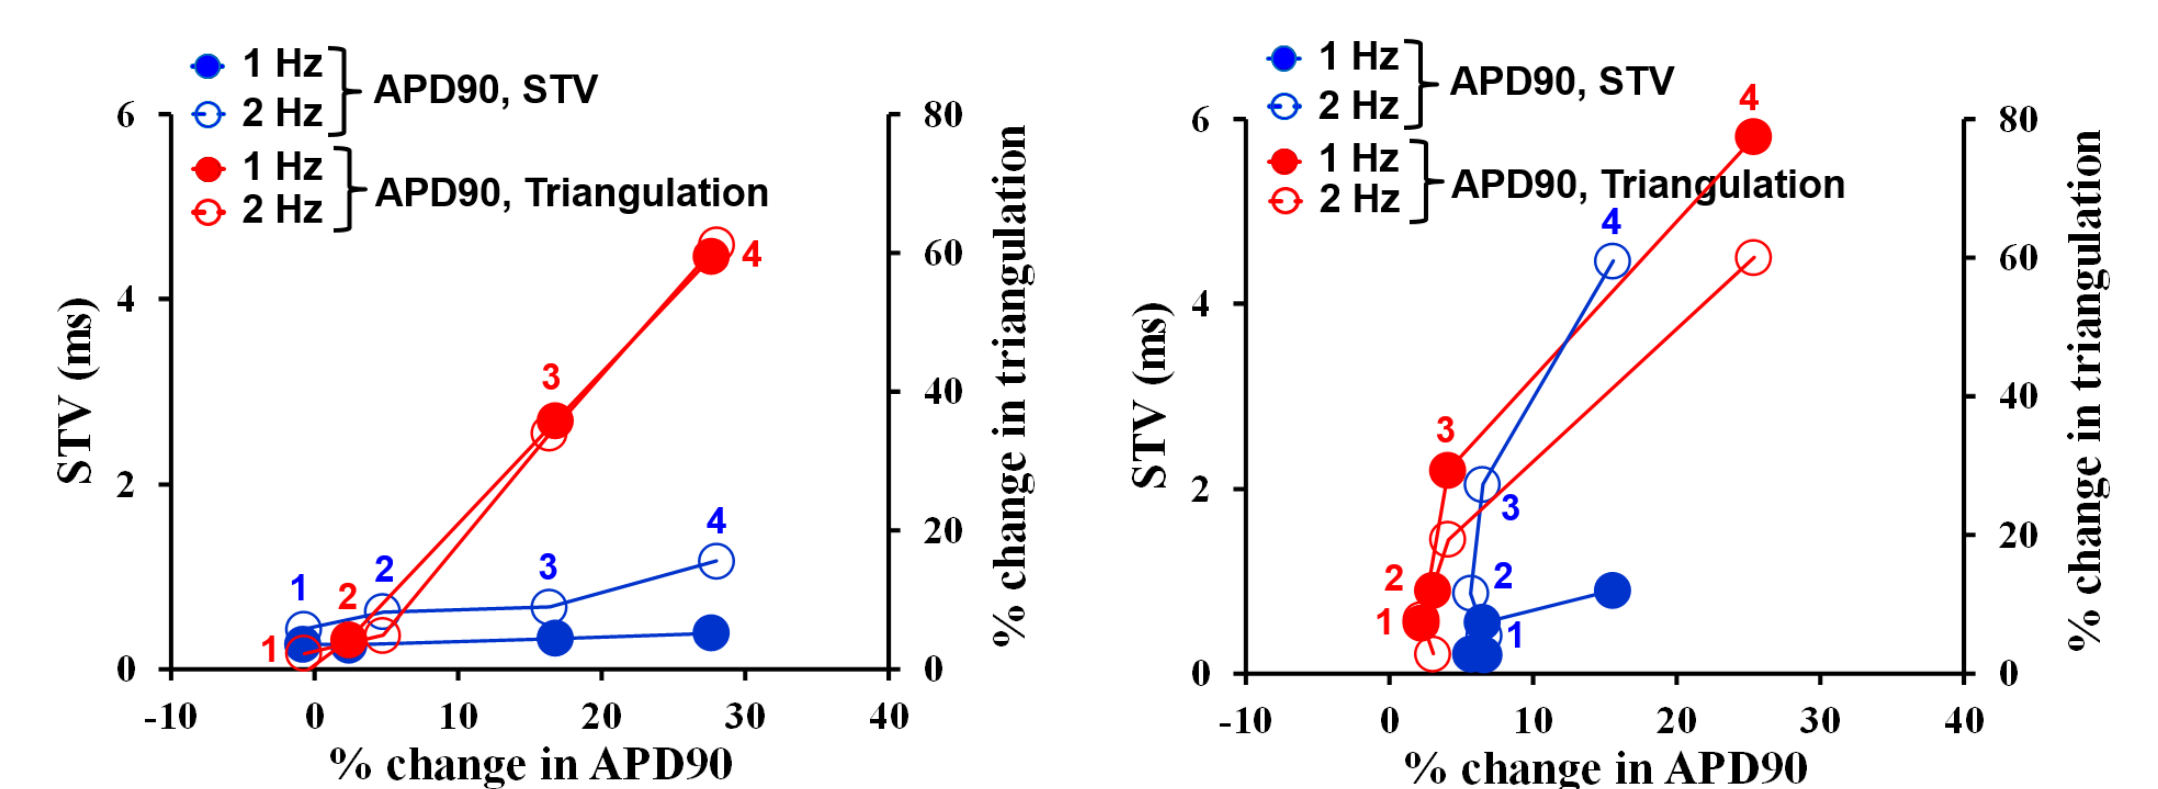 1 Hz
2 Hz
APD90, STV
1 Hz
2 Hz
APD90, Triangulation
6
4
2
0
STV (ms)
80
60
40
20
0
% change in triangulation
-10 0 10 20 30 40
% change in APD90
1
2
3
4
1
2
3
4
1 Hz
2 Hz
APD90, STV
1 Hz
2 Hz
APD90, Triangulation
6
4
2
0
STV (ms)
80
60
40
20
0
% change in triangulation
-10 0 10 20 30 40
% change in APD90
4
3
2
1
4
3
2
1